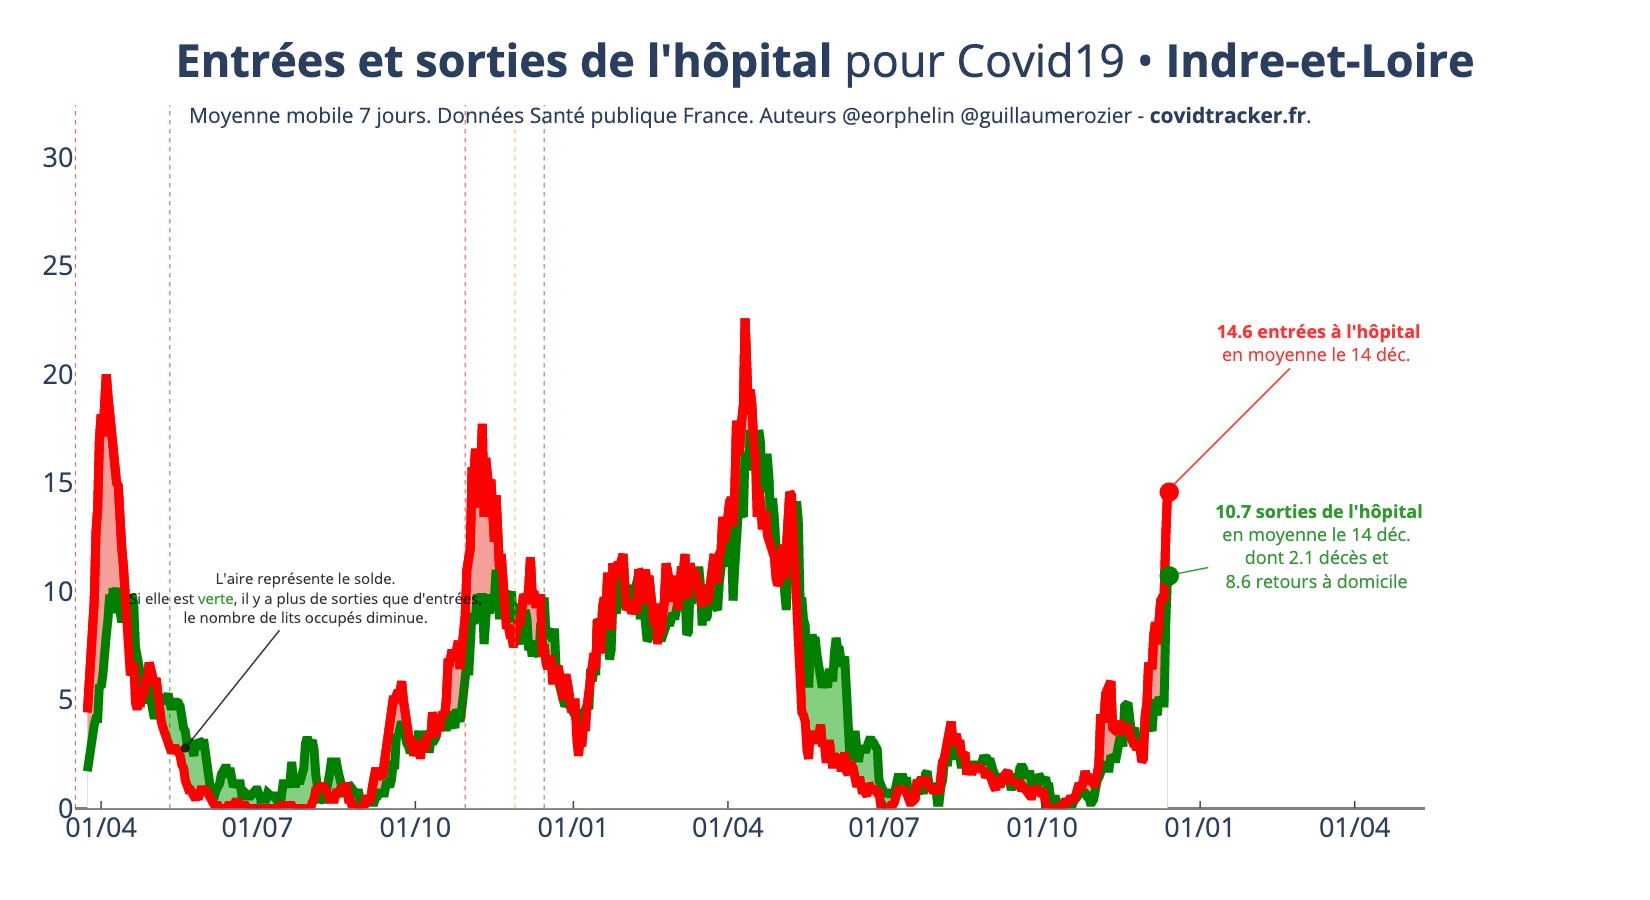 Entrées et sorties de l'hôpital pour Covid19 • Indre-et-Loire
Moyenne mobile 7 jours. Données Santé publique France. Auteurs @eorphelin @guillaumerozier - covidtracker.fr.
30
25
20
15
10
5
0
14.6 entrées à l'hôpital
en moyenne le 14 déc.
10.7 sorties de l'hôpital
en moyenne le 14 déc.
dont 2.1 décès et
8.6 retours à domicile
L'aire représente le solde.
Si elle est verte, il y a plus de sorties que d'entrées,
le nombre de lits occupés diminue.
01/04 01/07 01/10 01/01 01/04 01/07 01/10 01/01 01/04